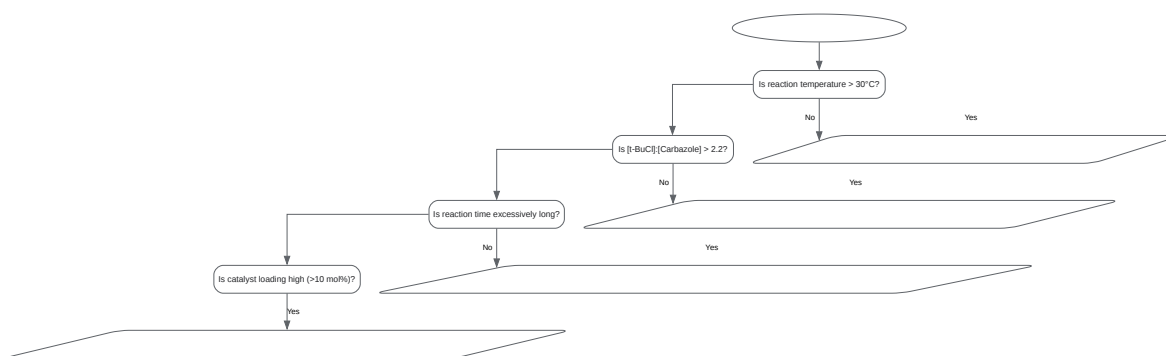 Is reaction temperature > 30°C?
No
Yes
Is [t-BuCl]:[Carbazole] > 2.2?
No
Yes
Is reaction time excessively long?
No
Yes
Is catalyst loading high (>10 mol%)?
Yes